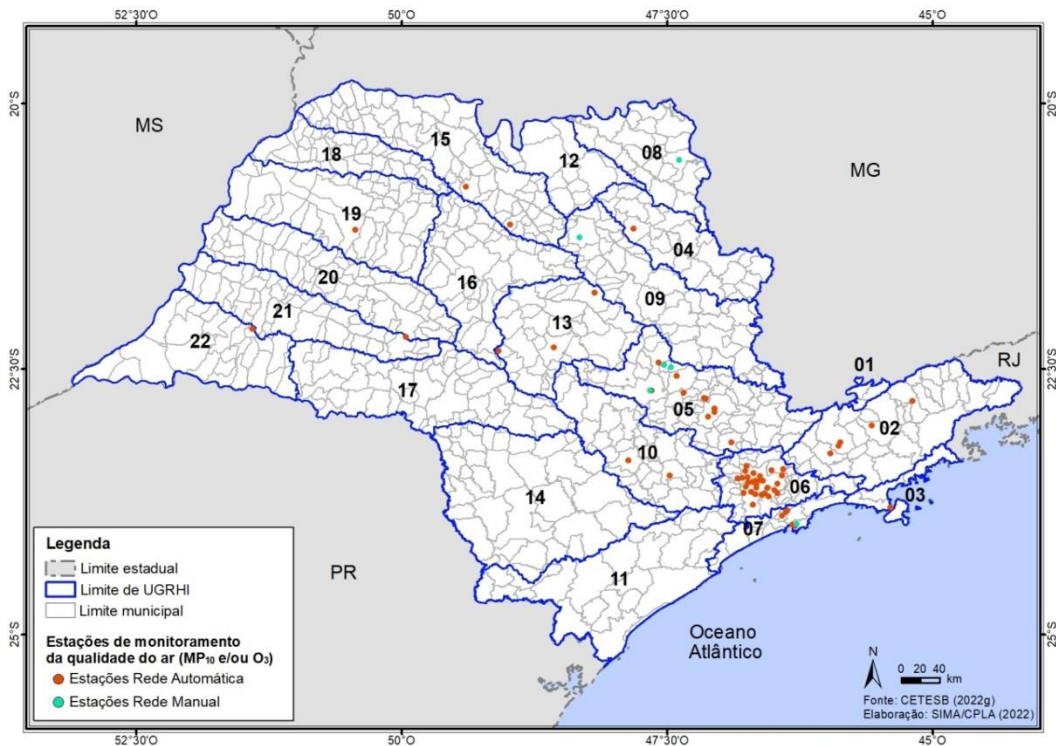 52°30'O 50°O 47°30'O 45°O
20°S 20°S
MS
15
12
08
18
MG
19
04
20
16
09
21
13
22
22°30'S 22°30'S
17
01
RJ
05
02
10
06
03
14
07
11
PR
Oceano
Atlântico
25°S 25°S
Legenda
Limite estadual
Limite de UGRHI
Limite municipal
Estações de monitoramento
da qualidade do ar (MP₁₀ e/ou O₃)
Estações Rede Automática
Estações Rede Manual
N
0 20 40
km
Fonte: CETESB (2022g)
Elaboração: SIMA/CPLA (2022)
52°30'O 50°O 47°30'O 45°O